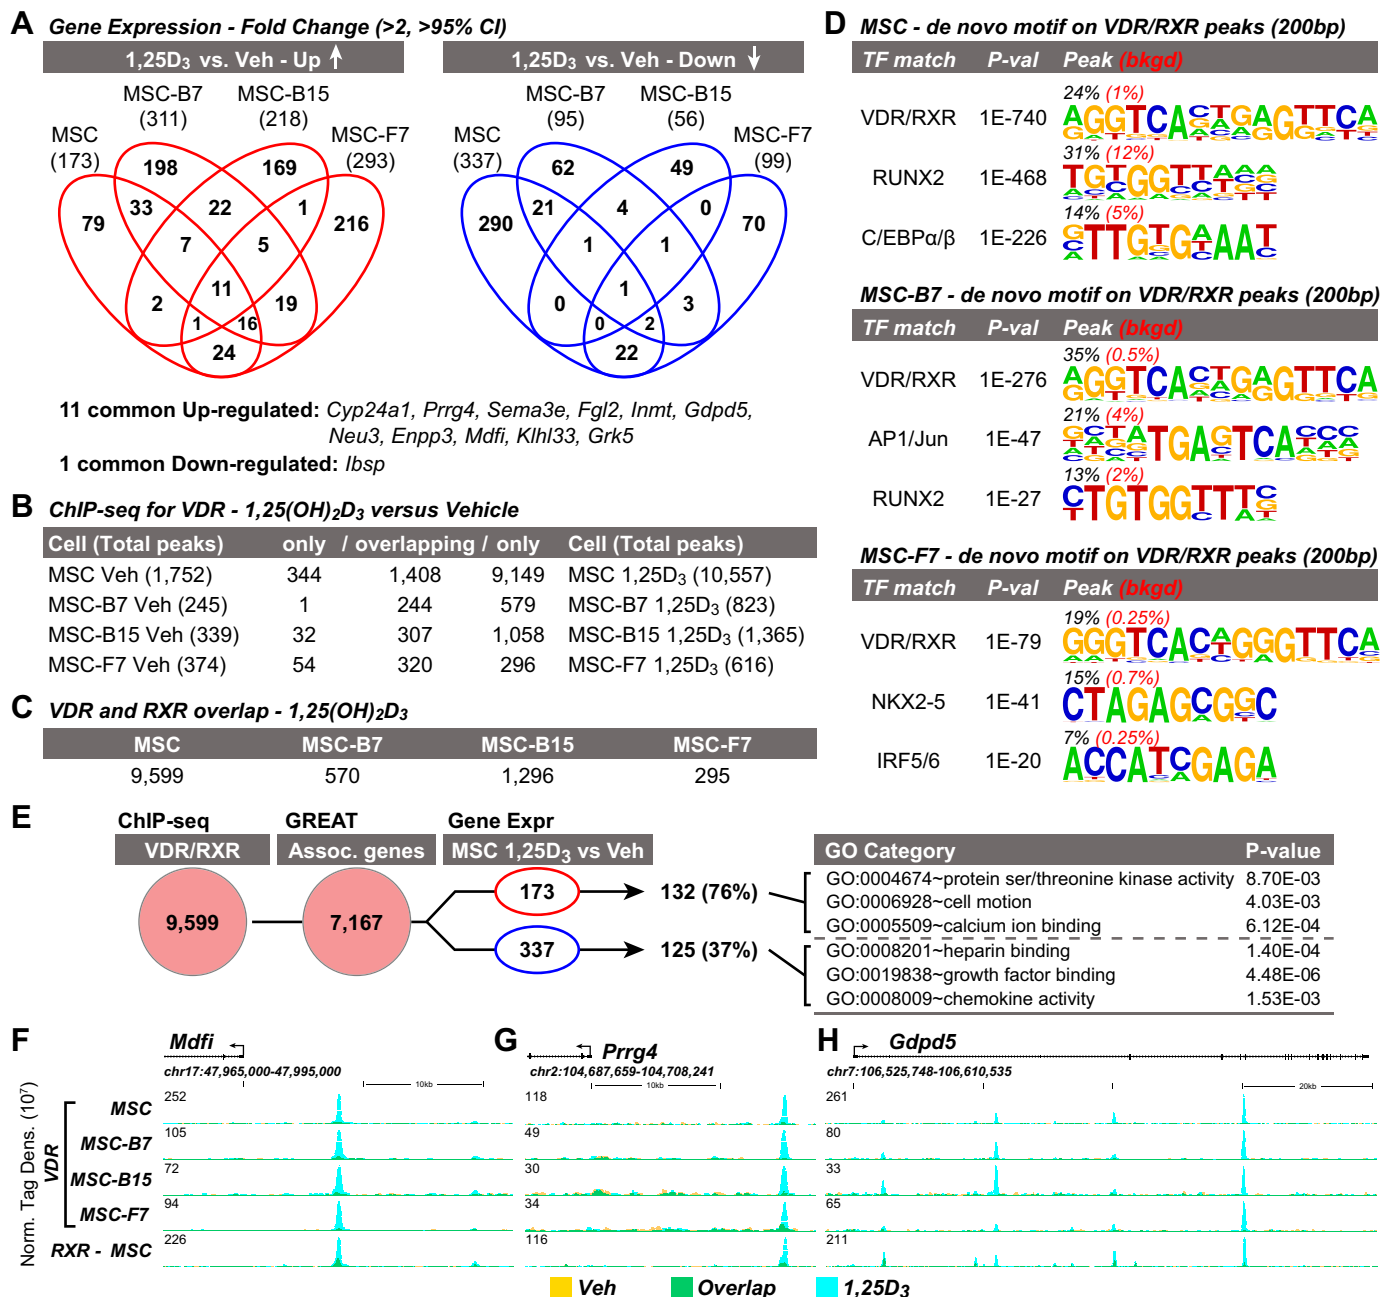 A Gene Expression - Fold Change (>2, >95% CI)
1,25D₃ vs. Veh - Up
MSC-B7 (311)
MSC-B15 (218)
MSC (173)
MSC-F7 (293)
198 169
79 33 22 1 216
7 5
2 11 19
1 16
24
1,25D₃ vs. Veh - Down
MSC-B7 (95)
MSC-B15 (56)
MSC (337)
MSC-F7 (99)
62 49
290 21 4 0 70
1 1
0 1 3
0 2
22
11 common Up-regulated: Cyp24a1, Prrg4, Sema3e, Fgl2, Inmt, Gdpd5,
Neu3, Enpp3, Mdfi, Klhl33, Grk5
1 common Down-regulated: Ibsp
B ChIP-seq for VDR - 1,25(OH)₂D₃ versus Vehicle
Cell (Total peaks) only / overlapping / only Cell (Total peaks)
MSC Veh (1,752) 344 1,408 9,149 MSC 1,25D₃ (10,557)
MSC-B7 Veh (245) 1 244 579 MSC-B7 1,25D₃ (823)
MSC-B15 Veh (339) 32 307 1,058 MSC-B15 1,25D₃ (1,365)
MSC-F7 Veh (374) 54 320 296 MSC-F7 1,25D₃ (616)
C VDR and RXR overlap - 1,25(OH)₂D₃
MSC MSC-B7 MSC-B15 MSC-F7
9,599 570 1,296 295
D MSC - de novo motif on VDR/RXR peaks (200bp)
TF match P-val Peak (bkgd)
24% (1%)
VDR/RXR 1E-740
31% (12%)
RUNX2 1E-468
14% (5%)
C/EBPα/β 1E-226
MSC-B7 - de novo motif on VDR/RXR peaks (200bp)
TF match P-val Peak (bkgd)
35% (0.5%)
VDR/RXR 1E-276
21% (4%)
AP1/Jun 1E-47
13% (2%)
RUNX2 1E-27
MSC-F7 - de novo motif on VDR/RXR peaks (200bp)
TF match P-val Peak (bkgd)
19% (0.25%)
VDR/RXR 1E-79
15% (0.7%)
NKX2-5 1E-41
7% (0.25%)
IRF5/6 1E-20
E ChIP-seq GREAT Gene Expr
VDR/RXR Assoc. genes MSC 1,25D₃ vs Veh
9,599 7,167
173 132 (76%)
337 125 (37%)
GO Category P-value
GO:0004674~protein ser/threonine kinase activity 8.70E-03
GO:0006928~cell motion 4.03E-03
GO:0005509~calcium ion binding 6.12E-04
GO:0008201~heparin binding 1.40E-04
GO:0019838~growth factor binding 4.48E-06
GO:0008009~chemokine activity 1.53E-03
F Mdfi
chr17:47,965,000-47,995,000
10kb
G Prrg4
chr2:104,687,659-104,708,241
10kb
H Gdpd5
chr7:106,525,748-106,610,535
20kb
Norm. Tag Dens. (10⁷)
VDR
MSC 252 118 261
MSC-B7 105 49 80
MSC-B15 72 30 33
MSC-F7 94 34 65
RXR - MSC 226 116 211
Veh Overlap 1,25D₃